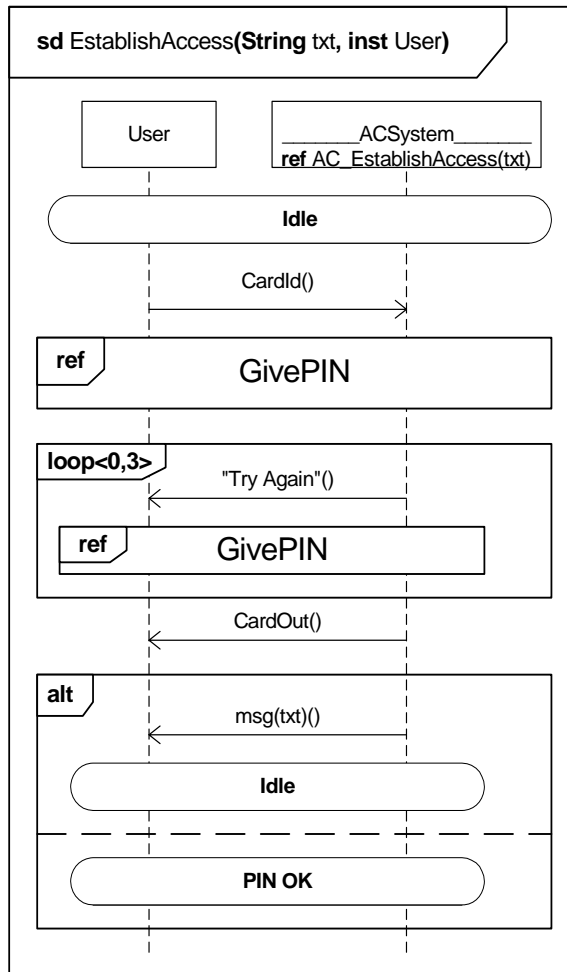 sd EstablishAccess(String txt, inst User)
User
_______ACSystem_______
ref AC_EstablishAccess(txt)
Idle
CardId()
ref
GivePIN
loop<0,3>
"Try Again"()
ref
GivePIN
CardOut()
alt
msg(txt)()
Idle
PIN OK